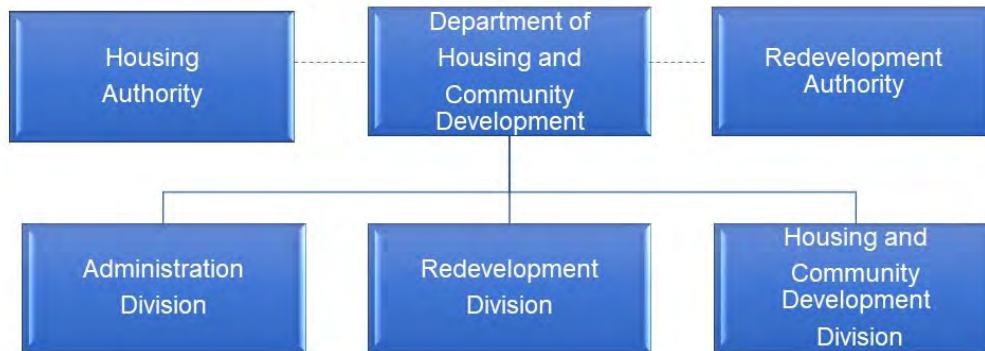 Housing
Authority
Department of
Housing and
Community
Development
Redevelopment
Authority
Administration
Division
Redevelopment
Division
Housing and
Community
Development
Division